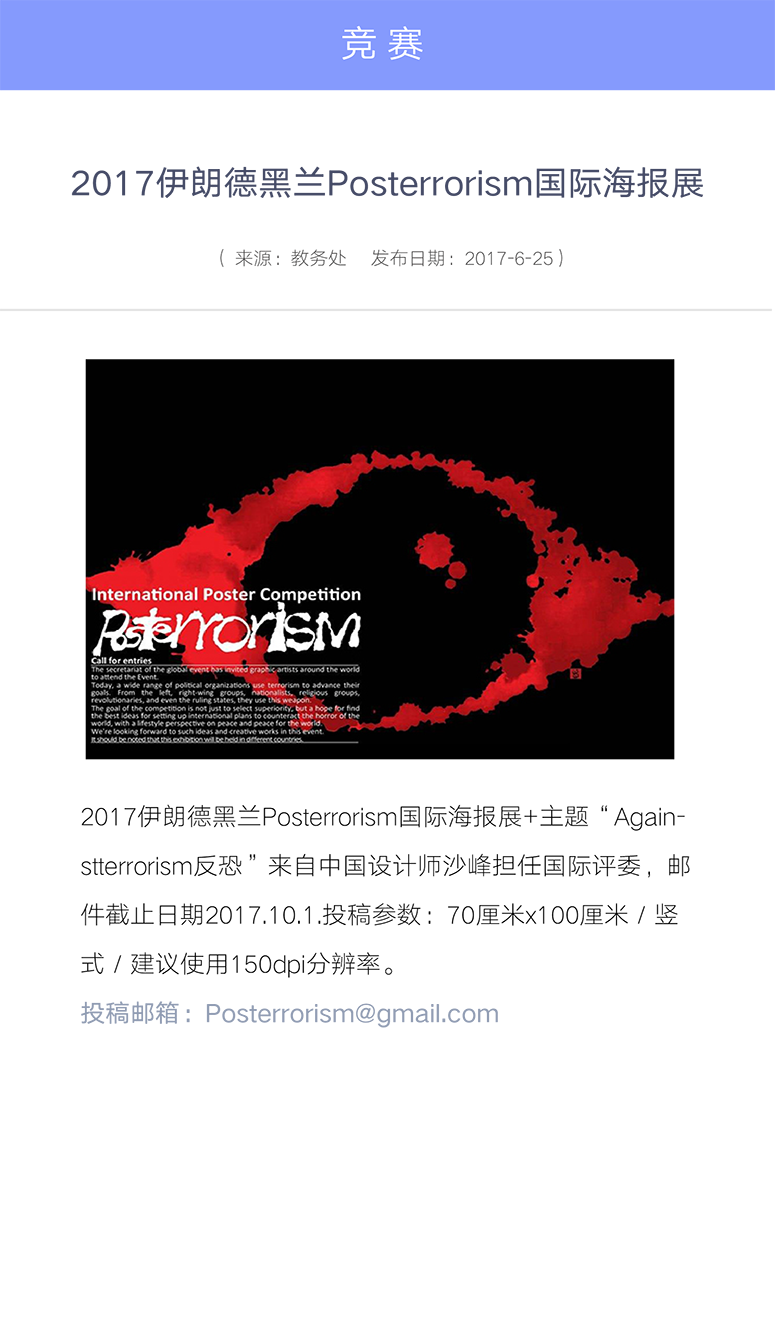 竞赛
2017伊朗德黑兰Posterrorism国际海报展
（ 来源：教务处 发布日期：2017-6-25）
International Poster Competition
Posterrorism
Call for entries
The secretariat of the global event has invited graphic artists around the world
to attend the Event.
Today, a wide range of political organizations use terrorism to advance their
goals. From the left, right-wing groups, nationalists, religious groups,
revolutionaries, and even the ruling states, they use this weapon.
The goal of the competition is not just to select superiority, but a hope for find
the best ideas for setting up international plans to counteract the horror of the
world, with a lifestyle perspective on peace and peace for the world.
We're looking forward to such ideas and creative works in this event.
It should be noted that this exhibition will be held in different countries.
2017伊朗德黑兰Posterrorism国际海报展+主题“Again-
stterrorism反恐”来自中国设计师沙峰担任国际评委，邮
件截止日期2017.10.1.投稿参数：70厘米x100厘米 / 竖
式 / 建议使用150dpi分辨率。
投稿邮箱：Posterrorism@gmail.com